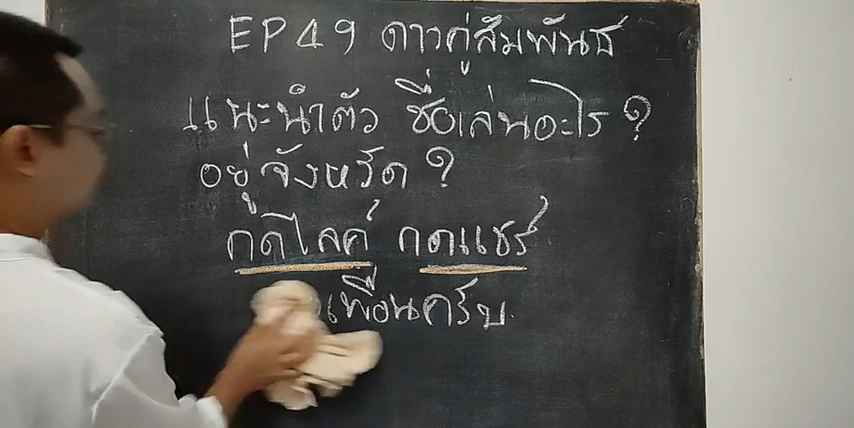 EP49 ดาวคู่สัมพันธ์
แนะนำตัว ชื่อเล่นอะไร ?
อยู่จังหวัด ?
กดไลค์ กดแชร์
เพื่อนครับ